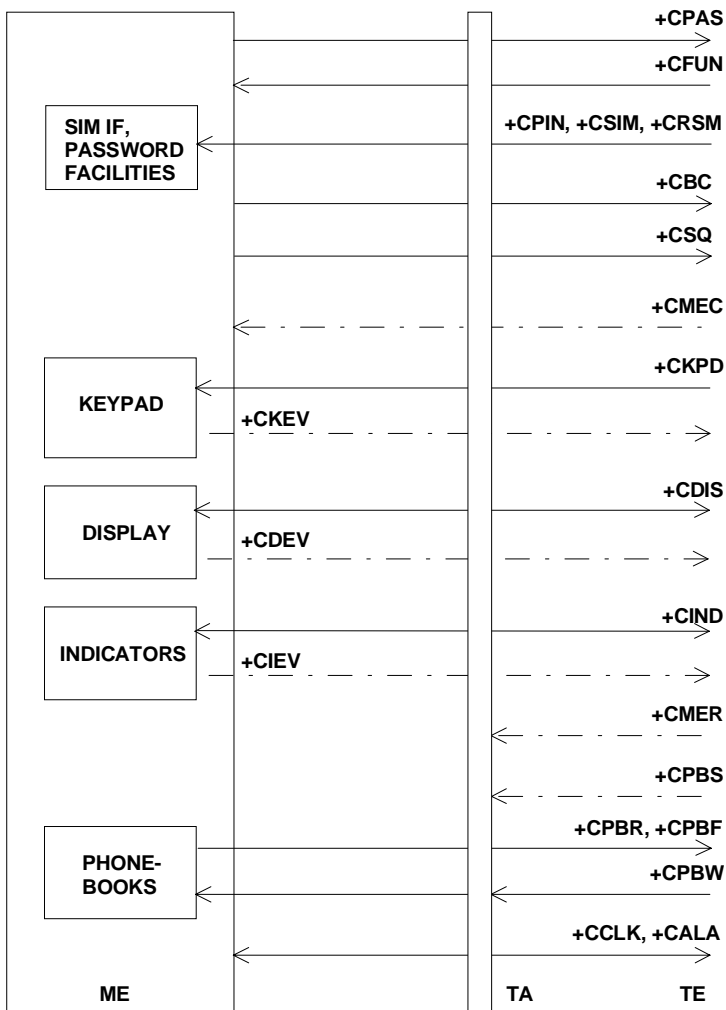 +CPAS
+CFUN
SIM IF,
PASSWORD
FACILITIES
+CPIN, +CSIM, +CRSM
+CBC
+CSQ
+CMEC
+CKPD
KEYPAD
+CKEV
+CDIS
DISPLAY
+CDEV
+CIND
INDICATORS
+CIEV
+CMER
+CPBS
+CPBR, +CPBF
PHONE-
BOOKS
+CPBW
+CCLK, +CALA
ME TA TE